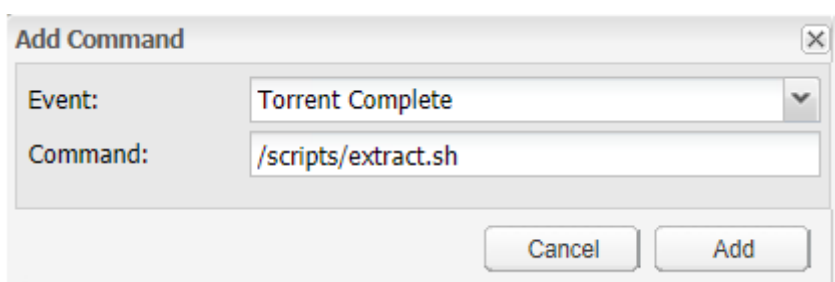 Add Command
Event: Torrent Complete
Command: /scripts/extract.sh
Cancel Add